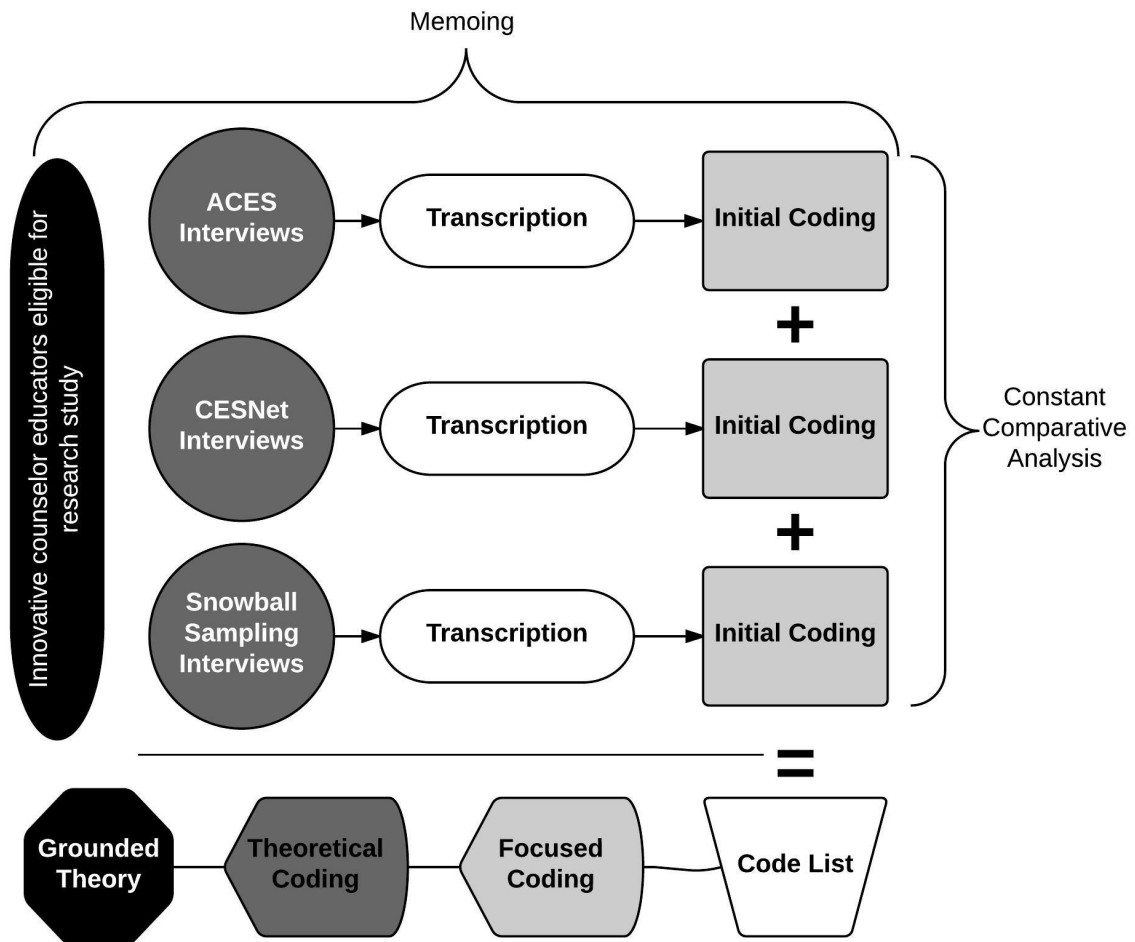 Memoing
Innovative counselor educators eligible for
research study
ACES
Interviews
Transcription
Initial Coding
+
CESNet
Interviews
Transcription
Initial Coding
Constant
Comparative
Analysis
+
Snowball
Sampling
Interviews
Transcription
Initial Coding
=
Grounded
Theory
Theoretical
Coding
Focused
Coding
Code List